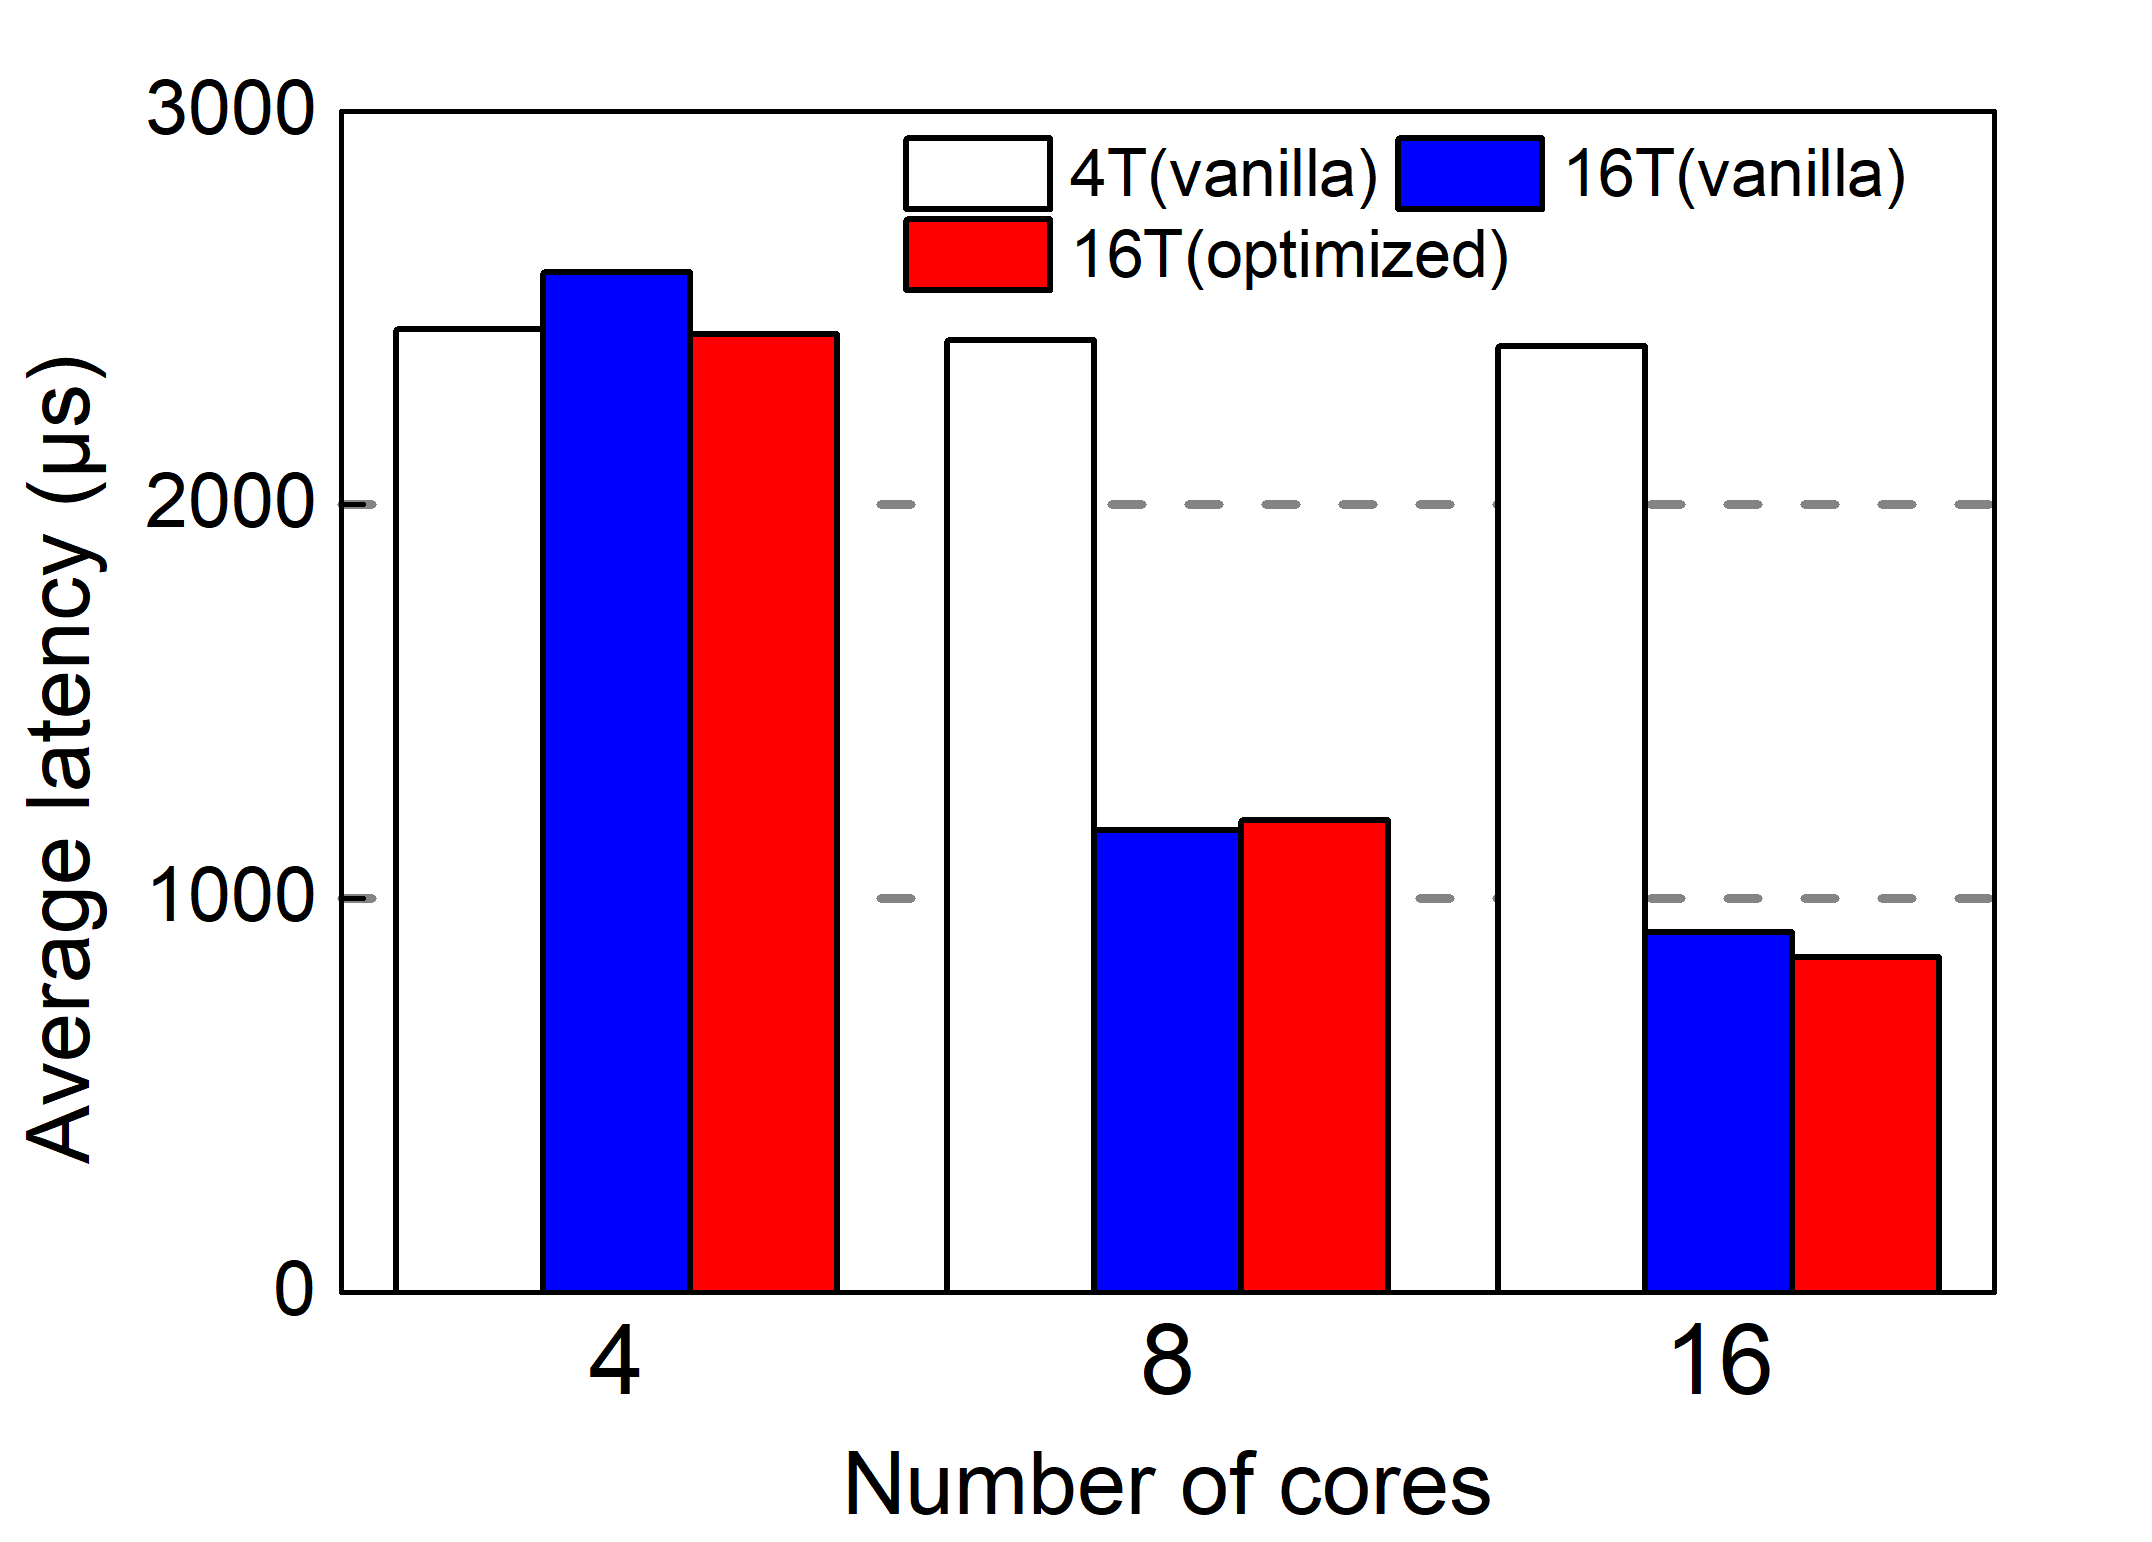 3000
4T(vanilla) 16T(vanilla)
16T(optimized)
2000
1000
0
Average latency (μs)
4 8 16
Number of cores